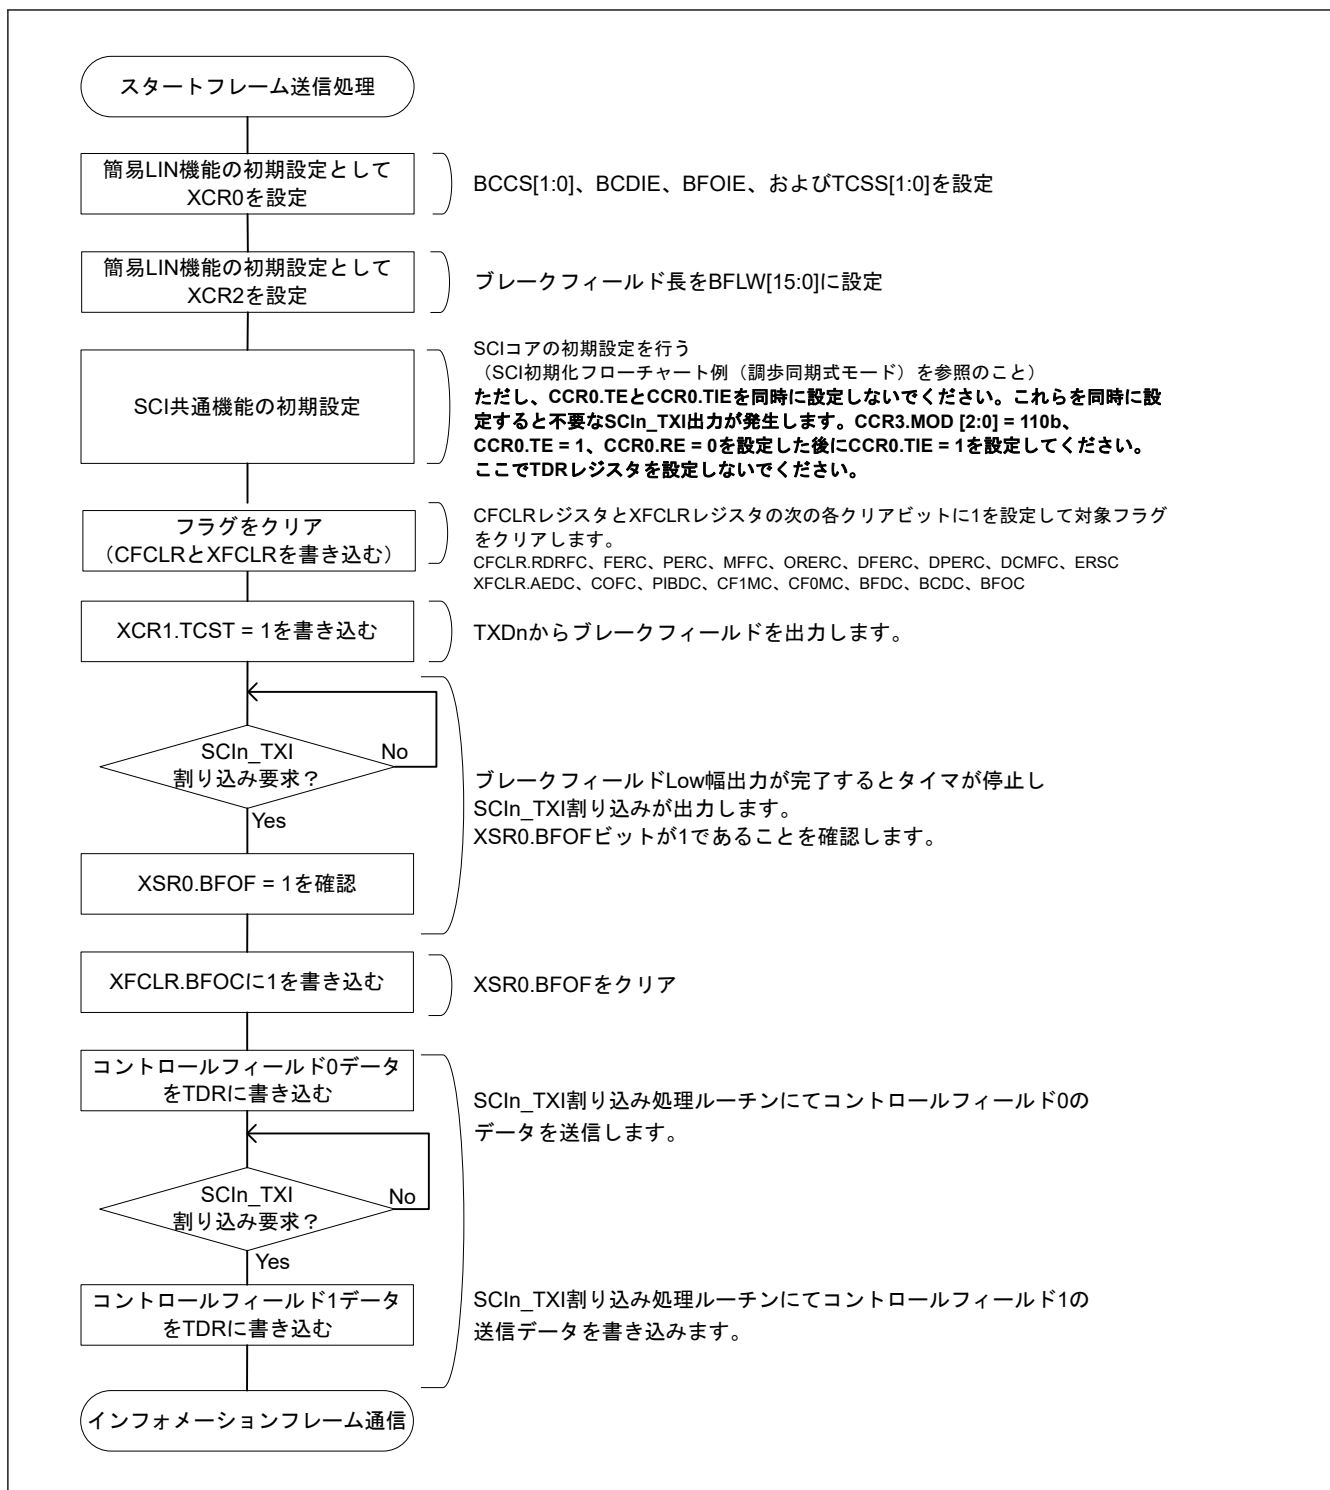 スタートフレーム送信処理
簡易LIN機能の初期設定として
XCR0を設定
BCCS[1:0]、BCDIE、BFOIE、およびTCSS[1:0]を設定
簡易LIN機能の初期設定として
XCR2を設定
ブレークフィールド長をBFLW[15:0]に設定
SCI共通機能の初期設定
SCIコアの初期設定を行う
（SCI初期化フローチャート例（調歩同期式モード）を参照のこと）
ただし、CCR0.TEとCCR0.TIEを同時に設定しないでください。これらを同時に設
定すると不要なSCIn_TXI出力が発生します。CCR3.MOD [2:0] = 110b、
CCR0.TE = 1、CCR0.RE = 0を設定した後にCCR0.TIE = 1を設定してください。
ここでTDRレジスタを設定しないでください。
フラグをクリア
（CFCLRとXFCLRを書き込む）
CFCLRレジスタとXFCLRレジスタの次の各クリアビットに1を設定して対象フラグ
をクリアします。
CFCLR.RDRFC、FERC、PERC、MFFC、ORERC、DFERC、DPERC、DCMFC、ERSC
XFCLR.AEDC、COFC、PIBDC、CF1MC、CF0MC、BFDC、BCDC、BFOC
XCR1.TCST = 1を書き込む
TXDnからブレークフィールドを出力します。
SCIn_TXI
割り込み要求？
No
Yes
ブレークフィールドLow幅出力が完了するとタイマが停止し
SCIn_TXI割り込みが出力します。
XSR0.BFOFビットが1であることを確認します。
XSR0.BFOF = 1を確認
XFCLR.BFOCに1を書き込む
XSR0.BFOFをクリア
コントロールフィールド0データ
をTDRに書き込む
SCIn_TXI割り込み処理ルーチンにてコントロールフィールド0の
データを送信します。
SCIn_TXI
割り込み要求？
No
Yes
コントロールフィールド1データ
をTDRに書き込む
SCIn_TXI割り込み処理ルーチンにてコントロールフィールド1の
送信データを書き込みます。
インフォメーションフレーム通信